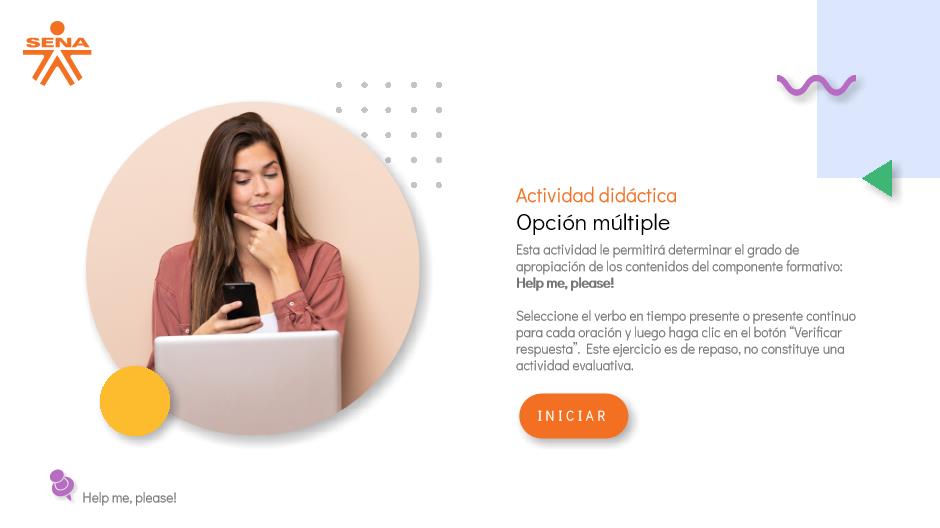 SENA
Actividad didáctica
Opción múltiple
Esta actividad le permitirá determinar el grado de
apropiación de los contenidos del componente formativo:
Help me, please!
Seleccione el verbo en tiempo presente o presente continuo
para cada oración y luego haga clic en el botón “Verificar
respuesta”. Este ejercicio es de repaso, no constituye una
actividad evaluativa.
INICIAR
Help me, please!